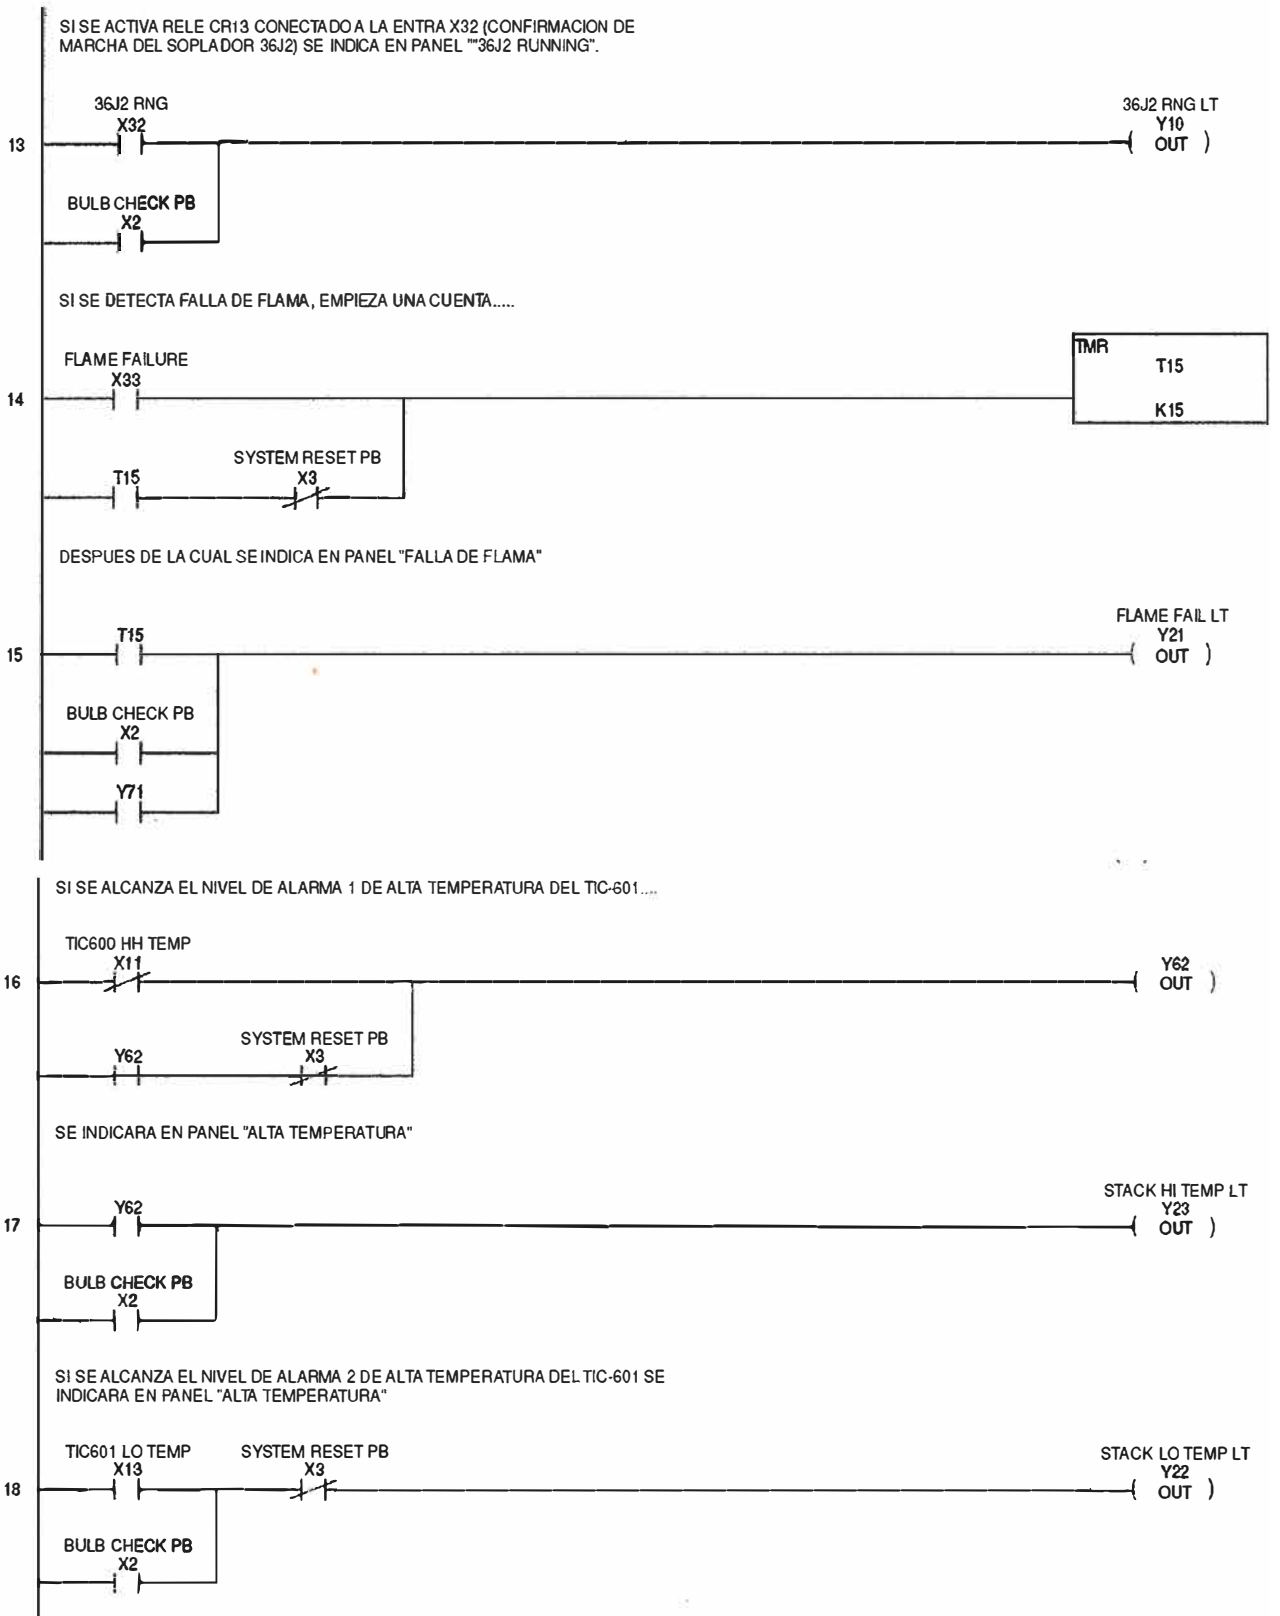 SI SE ACTIVA RELE CR13 CONECTADO A LA ENTRA X32 (CONFIRMACION DE
MARCHA DEL SOPLADOR 36J2) SE INDICA EN PANEL ""36J2 RUNNING".
36J2 RNG
X32
36J2 RNG LT
Y10
13
OUT
BULB CHECK PB
X2
SI SE DETECTA FALLA DE FLAMA, EMPIEZA UNA CUENTA.....
FLAME FAILURE
X33
TMR
T15
K15
14
SYSTEM RESET PB
T15
X3
DESPUES DE LA CUAL SE INDICA EN PANEL "FALLA DE FLAMA"
FLAME FAIL LT
T15
Y21
15
OUT
BULB CHECK PB
X2
Y71
SI SE ALCANZA EL NIVEL DE ALARMA 1 DE ALTA TEMPERATURA DEL TIC-601....
TIC600 HH TEMP
X11
Y62
16
OUT
SYSTEM RESET PB
Y62
X3
SE INDICARA EN PANEL "ALTA TEMPERATURA"
STACK HI TEMP LT
Y62
Y23
17
OUT
BULB CHECK PB
X2
SI SE ALCANZA EL NIVEL DE ALARMA 2 DE ALTA TEMPERATURA DEL TIC-601 SE
INDICARA EN PANEL "ALTA TEMPERATURA"
TIC601 LO TEMP
SYSTEM RESET PB
STACK LO TEMP LT
X13
X3
Y22
18
OUT
BULB CHECK PB
X2